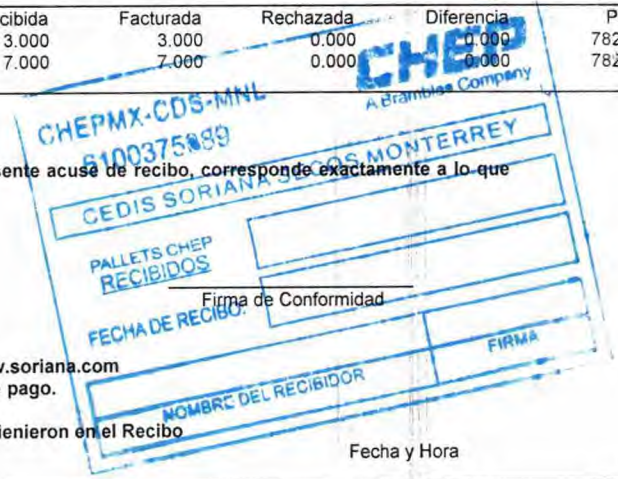 cibida Facturada Rechazada Diferencia P
3.000 3.000 0.000 0.000 782
7.000 7.000 0.000 0.000 782
CHEP
A Brambles Company
CHEPMX-CDS-MNL
sente acuse de recibo, corresponde exactamente a lo que
CEDIS SORIANA SECOS MONTERREY
PALLETS CHEP
RECIBIDOS
Firma de Conformidad
FECHA DE RECIBO:
w.soriana.com
pago.
FIRMA
NOMBRE DEL RECIBIDOR
ienieron en el Recibo
Fecha y Hora